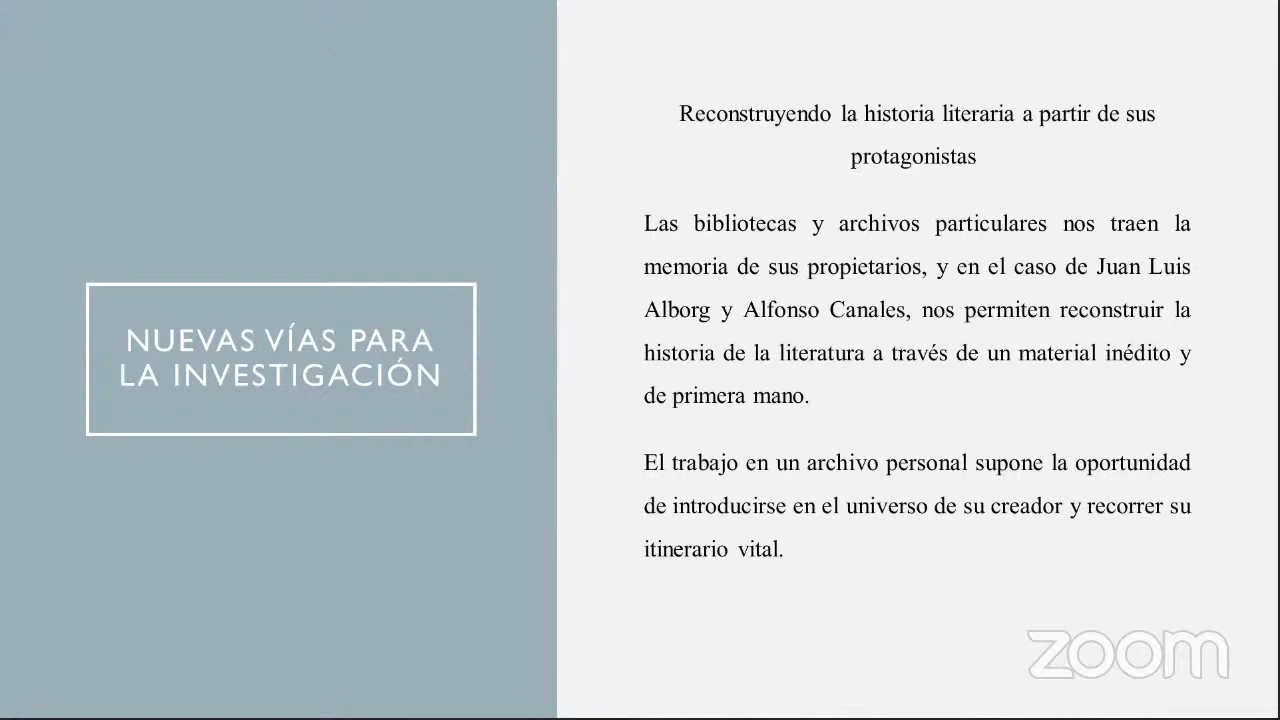 NUEVAS VÍAS PARA
LA INVESTIGACIÓN
Reconstruyendo la historia literaria a partir de sus
protagonistas
Las bibliotecas y archivos particulares nos traen la
memoria de sus propietarios, y en el caso de Juan Luis
Alborg y Alfonso Canales, nos permiten reconstruir la
historia de la literatura a través de un material inédito y
de primera mano.
El trabajo en un archivo personal supone la oportunidad
de introducirse en el universo de su creador y recorrer su
itinerario vital.
zoom